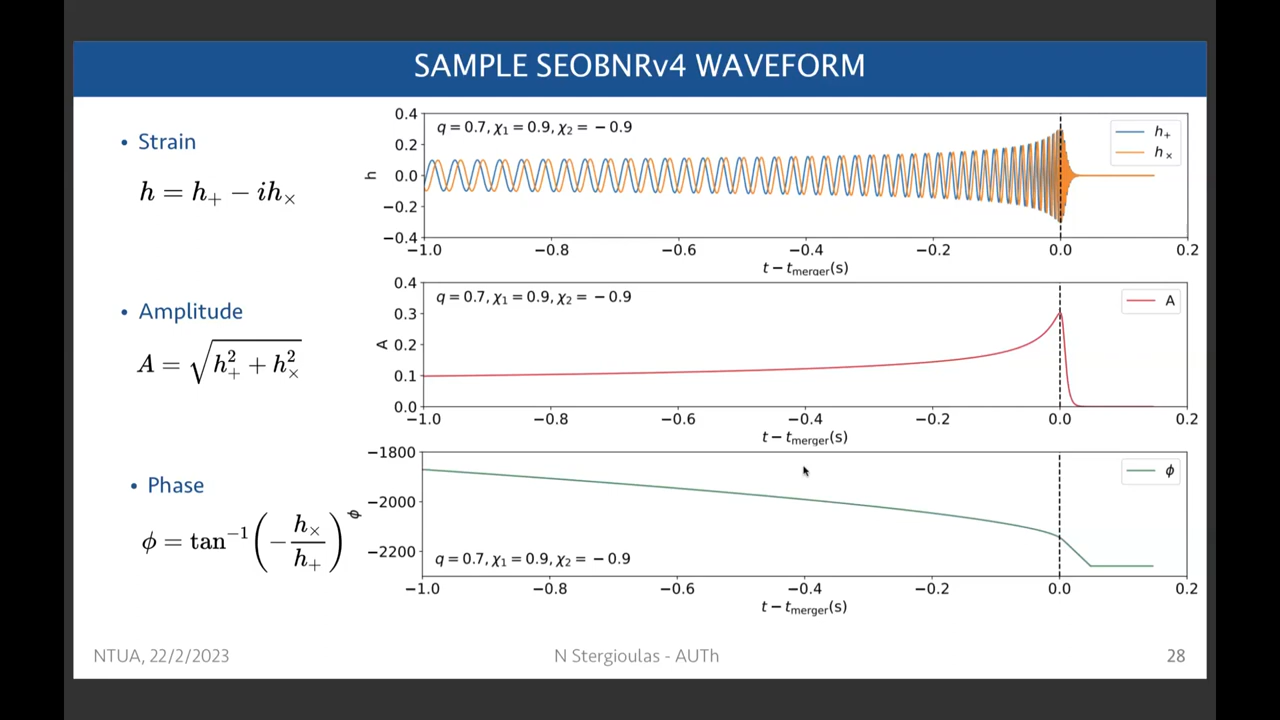 SAMPLE SEOBNRv4 WAVEFORM
• Strain
h = h₊ − ih×
0.4
0.2
0.0
−0.2
−0.4
h
q = 0.7, χ₁ = 0.9, χ₂ = − 0.9
h₊
h×
−1.0 −0.8 −0.6 −0.4 −0.2 0.0 0.2
t − tmerger(s)
• Amplitude
A = √(h₊² + h×²)
0.4
0.3
0.2
0.1
0.0
A
q = 0.7, χ₁ = 0.9, χ₂ = − 0.9
A
−1.0 −0.8 −0.6 −0.4 −0.2 0.0 0.2
t − tmerger(s)
• Phase
ϕ = tan⁻¹(−h×/h₊)
−1800
−2000
−2200
ϕ
ϕ
q = 0.7, χ₁ = 0.9, χ₂ = − 0.9
−1.0 −0.8 −0.6 −0.4 −0.2 0.0 0.2
t − tmerger(s)
NTUA, 22/2/2023
N Stergioulas - AUTh
28